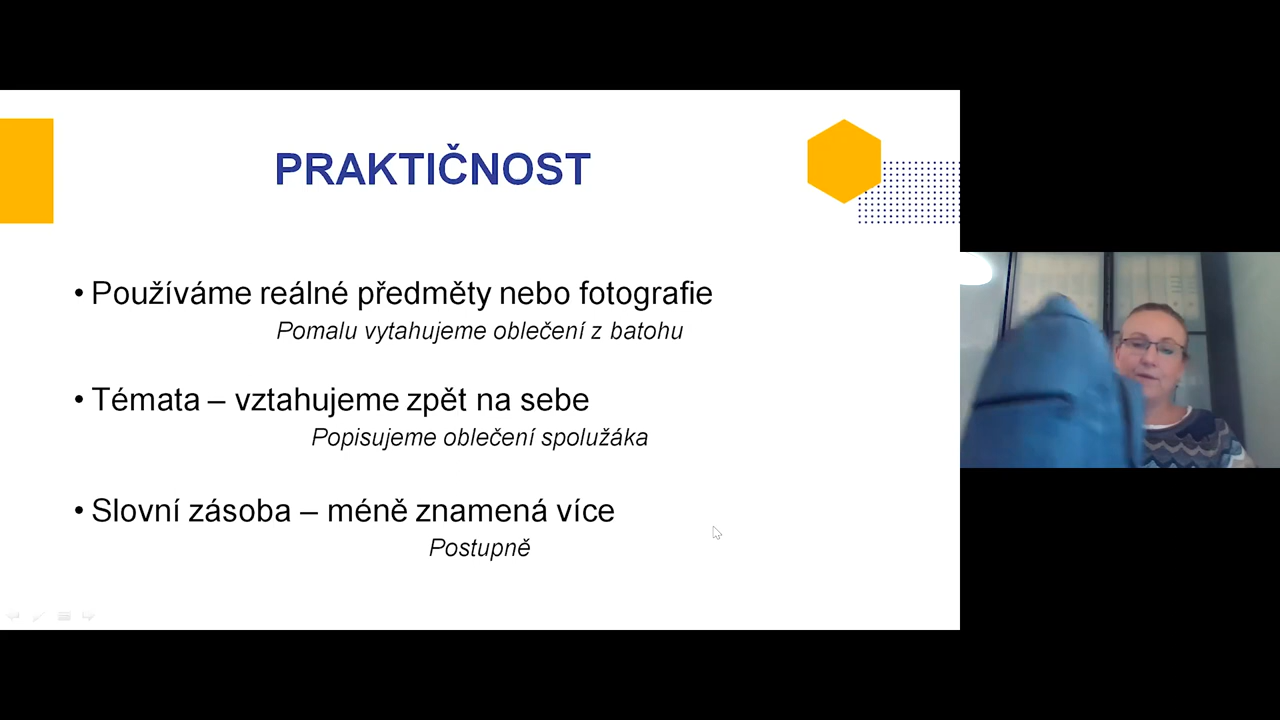 PRAKTIČNOST
• Používáme reálné předměty nebo fotografie
Pomalu vytahujeme oblečení z batohu
• Témata – vztahujeme zpět na sebe
Popisujeme oblečení spolužáka
• Slovní zásoba – méně znamená více
Postupně